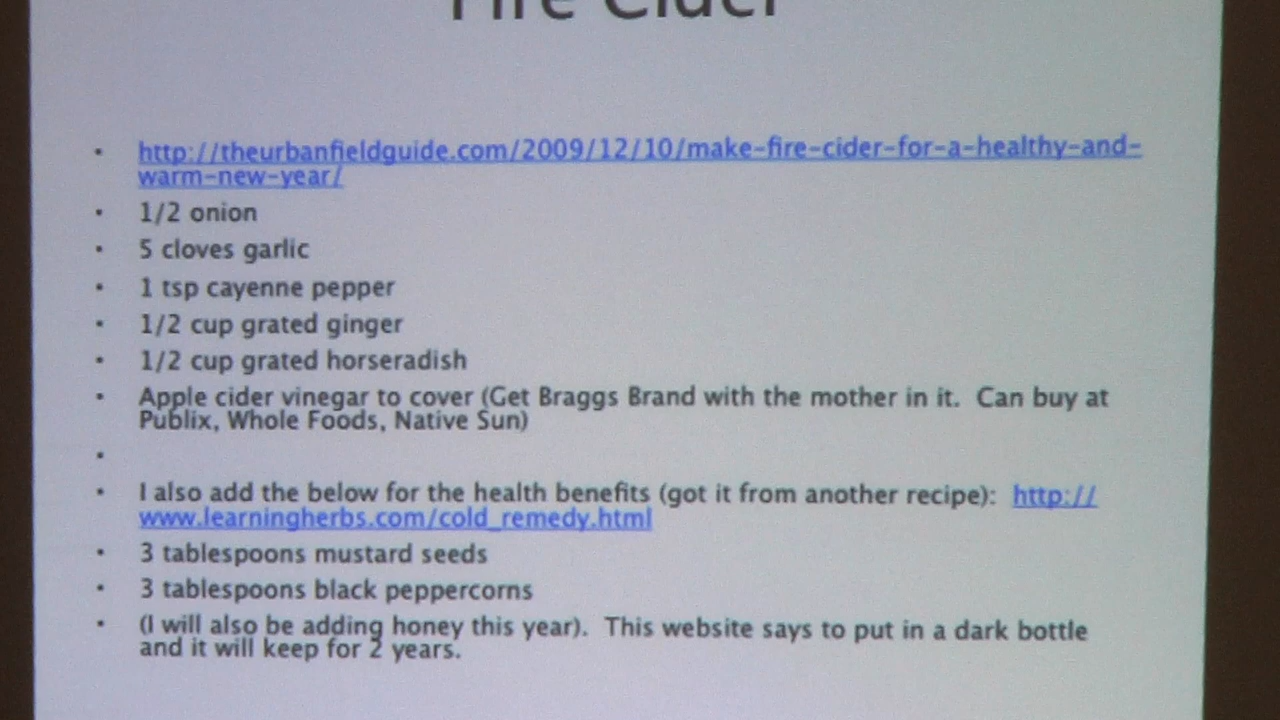 Fire Cider
• http://theurbanfieldguide.com/2009/12/10/make-fire-cider-for-a-healthy-and-
warm-new-year/
• 1/2 onion
• 5 cloves garlic
• 1 tsp cayenne pepper
• 1/2 cup grated ginger
• 1/2 cup grated horseradish
• Apple cider vinegar to cover (Get Braggs Brand with the mother in it.  Can buy at
Publix, Whole Foods, Native Sun)
•
• I also add the below for the health benefits (got it from another recipe):  http://
www.learningherbs.com/cold_remedy.html
• 3 tablespoons mustard seeds
• 3 tablespoons black peppercorns
• (I will also be adding honey this year).  This website says to put in a dark bottle
and it will keep for 2 years.